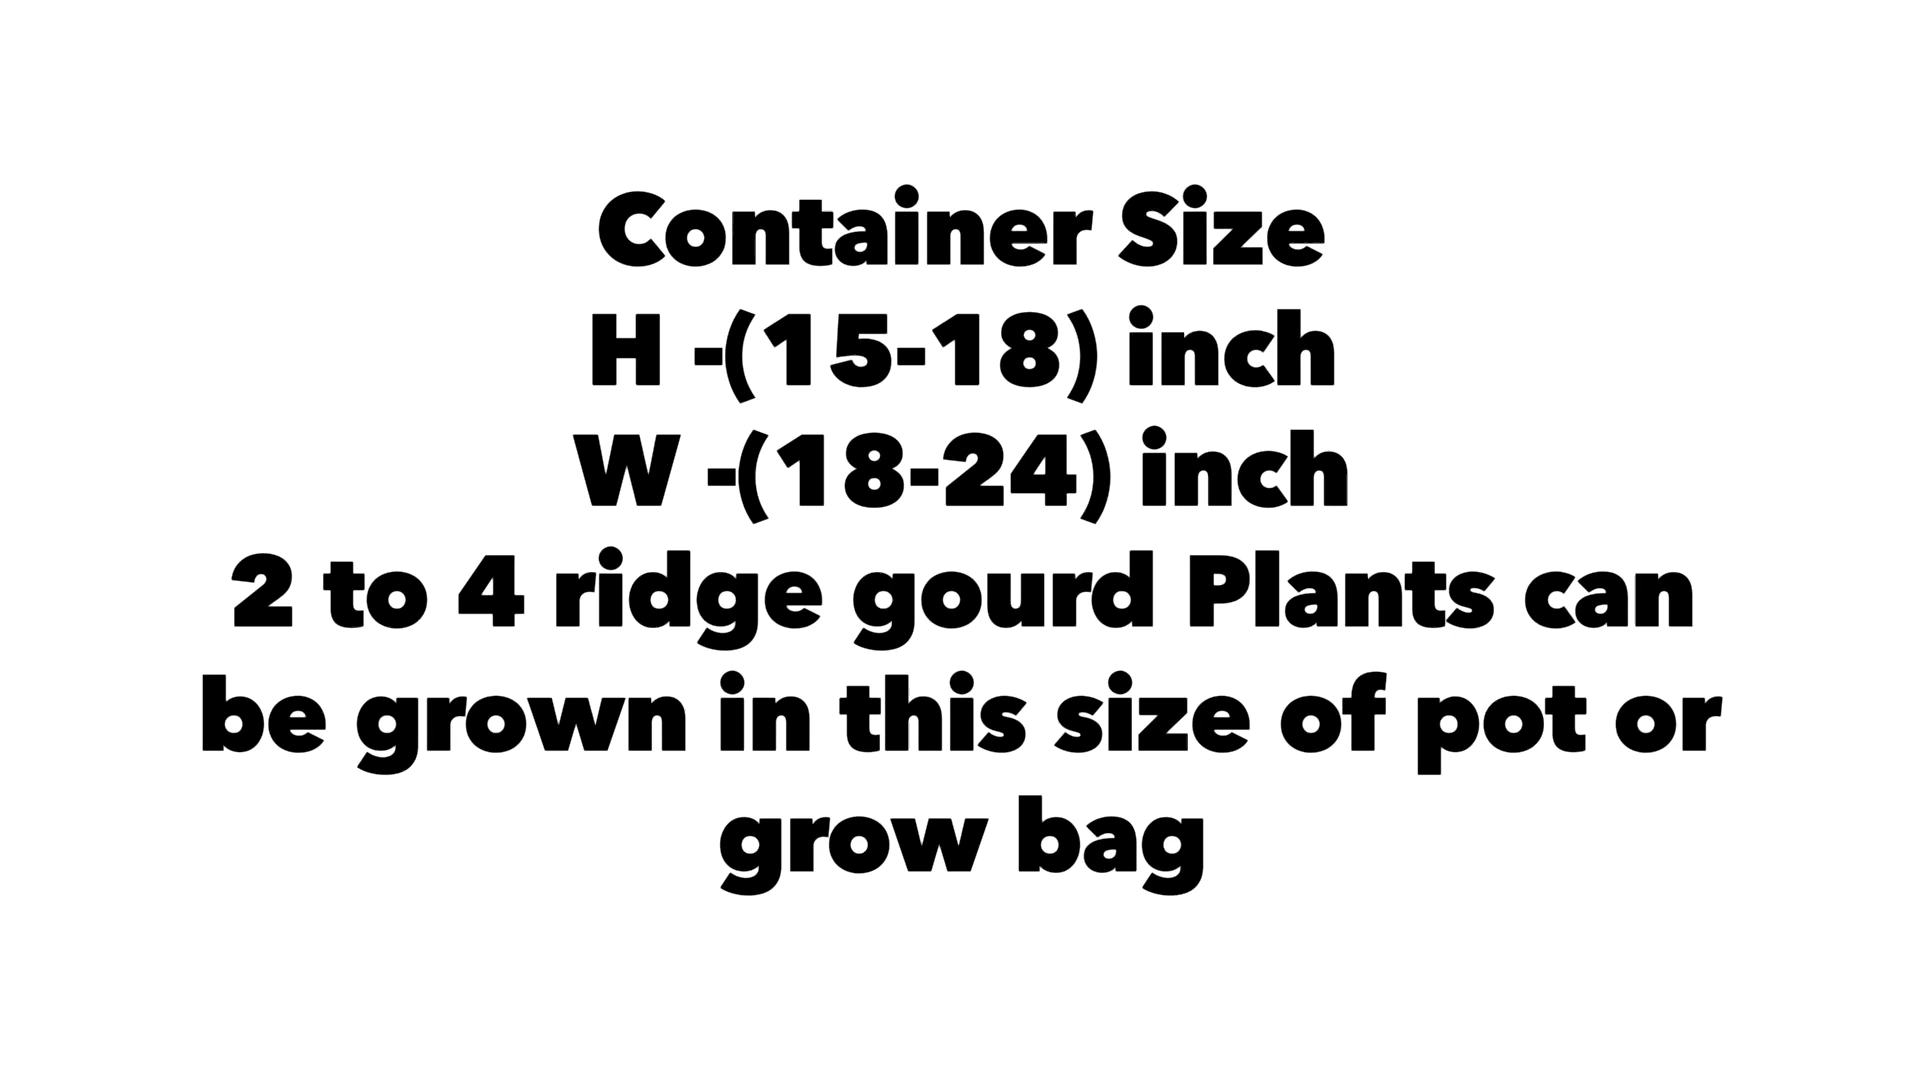 Container Size
H -(15-18) inch
W -(18-24) inch
2 to 4 ridge gourd Plants can
be grown in this size of pot or
grow bag